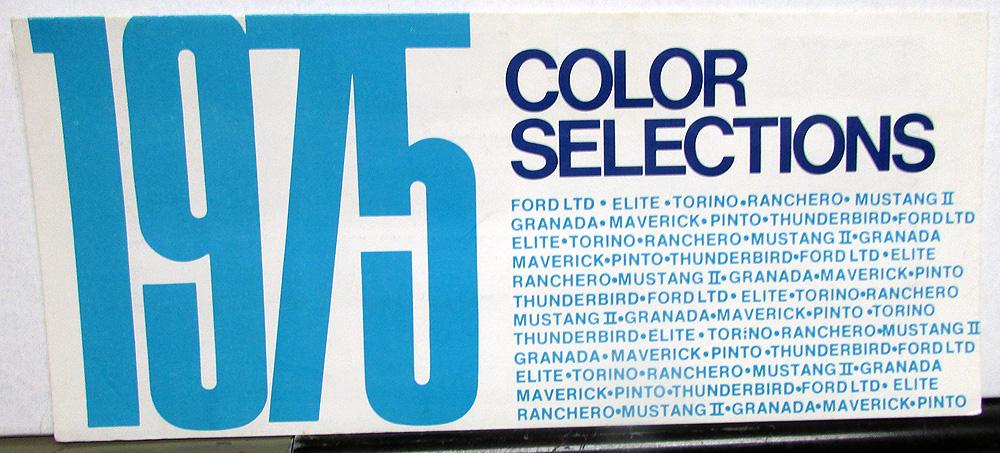 1975
COLOR
SELECTIONS
FORD LTD • ELITE •TORINO•RANCHERO• MUSTANG II
GRANADA• MAVERICK•PINTO•THUNDERBIRD•FORD LTD
ELITE•TORINO•RANCHERO•MUSTANG II•GRANADA
MAVERICK•PINTO•THUNDERBIRD•FORD LTD•ELITE
RANCHERO•MUSTANG II•GRANADA•MAVERICK•PINTO
THUNDERBIRD•FORD LTD• ELITE•TORINO•RANCHERO
MUSTANG II•GRANADA•MAVERICK•PINTO •TORINO
THUNDERBIRD•ELITE • TORiNO•RANCHERO•MUSTANG II
GRANADA• MAVERICK•PINTO•THUNDERBIRD•FORD LTD
ELITE•TORINO•RANCHERO•MUSTANG II•GRANADA
MAVERICK•PINTO•THUNDERBIRD•FORD LTD• ELITE
RANCHERO•MUSTANG II•GRANADA•MAVERICK•PINTO